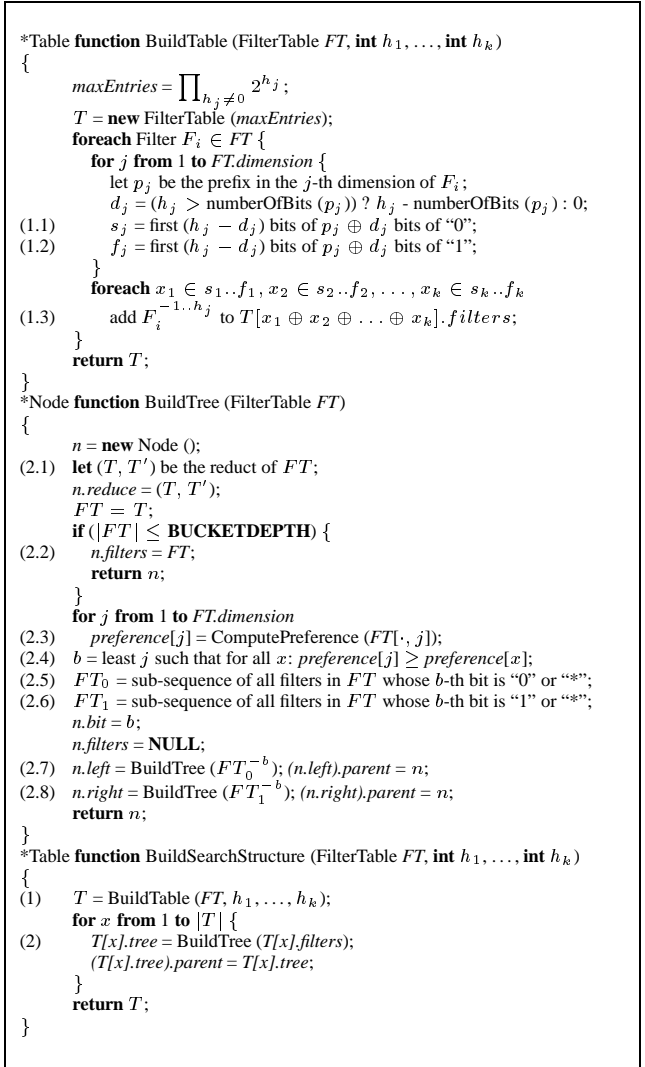 *Table function BuildTable (FilterTable FT, int h₁, . . . , int hₖ)
{
maxEntries = ∏_{hⱼ≠0} 2^{hⱼ};
T = new FilterTable (maxEntries);
foreach Filter Fᵢ ∈ FT {
for j from 1 to FT.dimension {
let pⱼ be the prefix in the j-th dimension of Fᵢ;
dⱼ = (hⱼ > numberOfBits (pⱼ)) ? hⱼ - numberOfBits (pⱼ) : 0;
(1.1) sⱼ = first (hⱼ − dⱼ) bits of pⱼ ⊕ dⱼ bits of “0”;
(1.2) fⱼ = first (hⱼ − dⱼ) bits of pⱼ ⊕ dⱼ bits of “1”;
}
foreach x₁ ∈ s₁..f₁, x₂ ∈ s₂..f₂, . . . , xₖ ∈ sₖ..fₖ
(1.3) add Fᵢ^{−1..hⱼ} to T[x₁ ⊕ x₂ ⊕ . . . ⊕ xₖ].filters;
}
return T;
}
*Node function BuildTree (FilterTable FT)
{
n = new Node ();
(2.1) let (T, T′) be the reduct of FT;
n.reduce = (T, T′);
FT = T;
if (|FT| ≤ BUCKETDEPTH) {
(2.2) n.filters = FT;
return n;
}
for j from 1 to FT.dimension
(2.3) preference[j] = ComputePreference (FT[·, j]);
(2.4) b = least j such that for all x: preference[j] ≥ preference[x];
(2.5) FT₀ = sub-sequence of all filters in FT whose b-th bit is “0” or “*”;
(2.6) FT₁ = sub-sequence of all filters in FT whose b-th bit is “1” or “*”;
n.bit = b;
n.filters = NULL;
(2.7) n.left = BuildTree (FT₀^{−b}); (n.left).parent = n;
(2.8) n.right = BuildTree (FT₁^{−b}); (n.right).parent = n;
return n;
}
*Table function BuildSearchStructure (FilterTable FT, int h₁, . . . , int hₖ)
{
(1) T = BuildTable (FT, h₁, . . . , hₖ);
for x from 1 to |T| {
(2) T[x].tree = BuildTree (T[x].filters);
(T[x].tree).parent = T[x].tree;
}
return T;
}